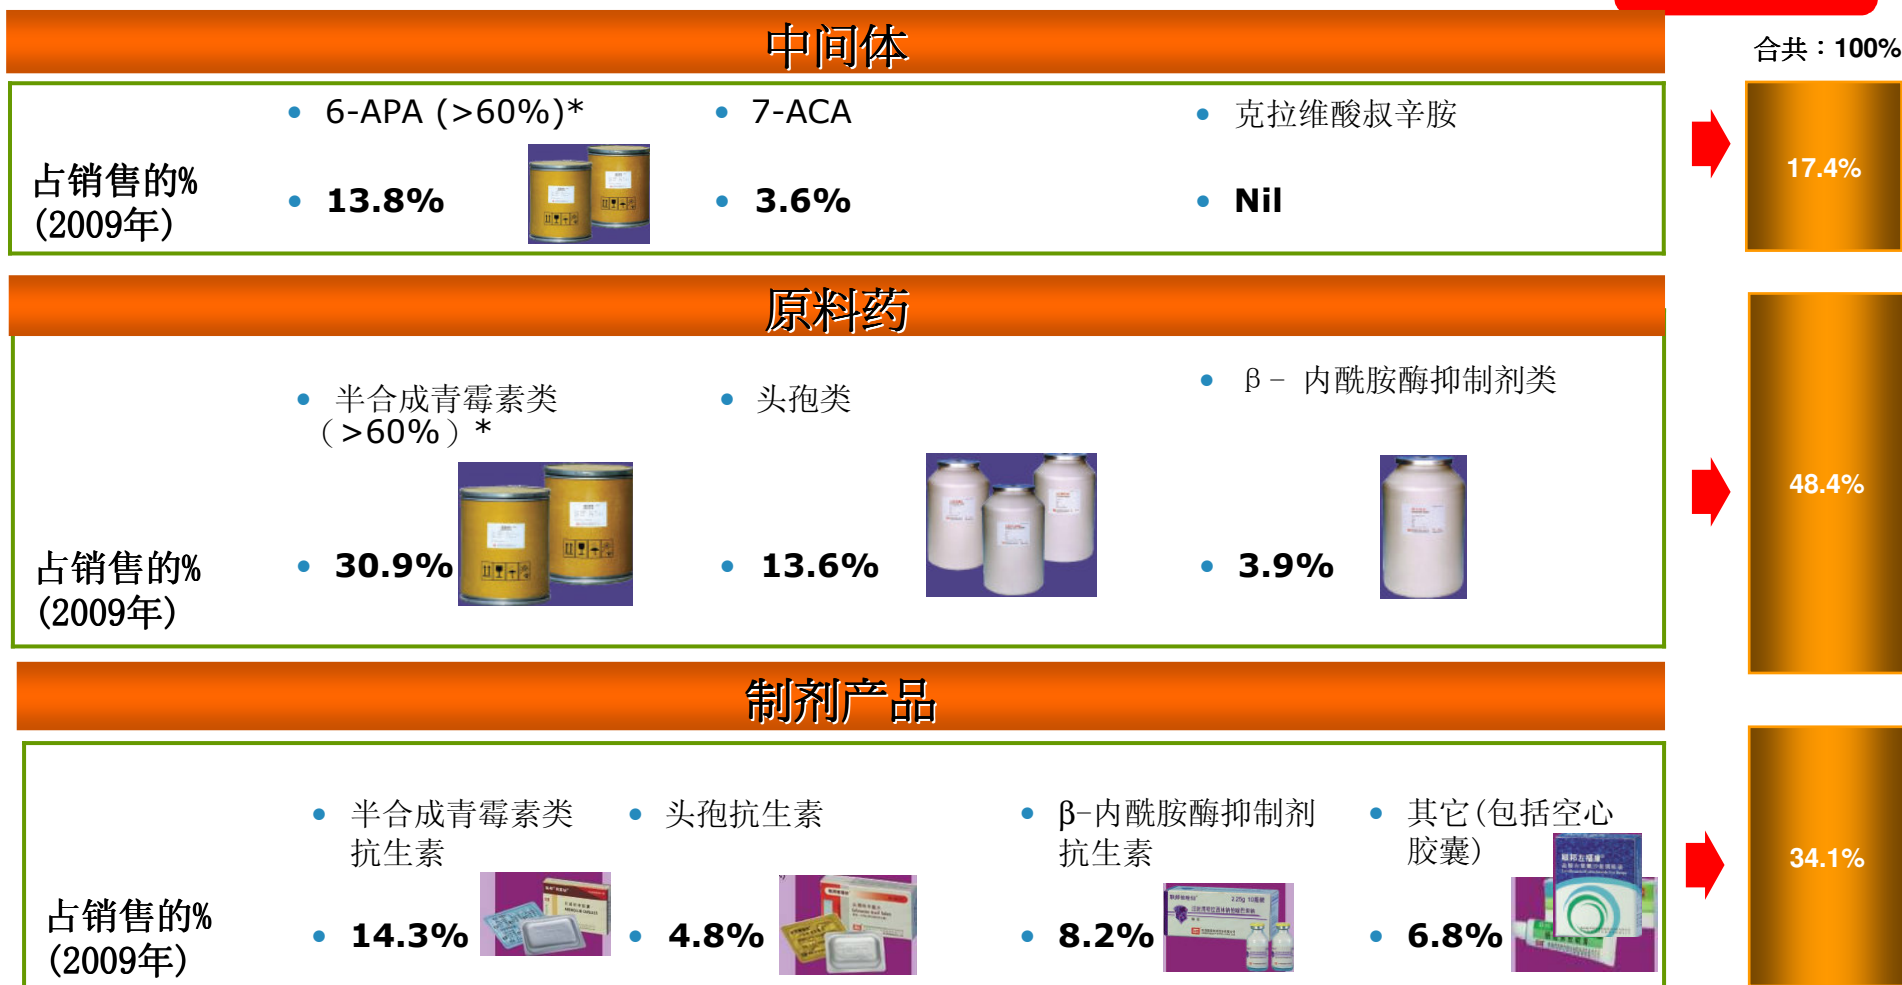 中间体
合共：100%
• 6-APA (>60%)*
• 7-ACA
• 克拉维酸叔辛胺
占销售的%
(2009年)
• 13.8%
• 3.6%
• Nil
17.4%
原料药
• 半合成青霉素类
（>60%）*
• 头孢类
• β- 内酰胺酶抑制剂类
占销售的%
(2009年)
• 30.9%
• 13.6%
• 3.9%
48.4%
制剂产品
• 半合成青霉素类
抗生素
• 头孢抗生素
• β-内酰胺酶抑制剂
抗生素
• 其它(包括空心
胶囊)
占销售的%
(2009年)
• 14.3%
• 4.8%
• 8.2%
• 6.8%
34.1%